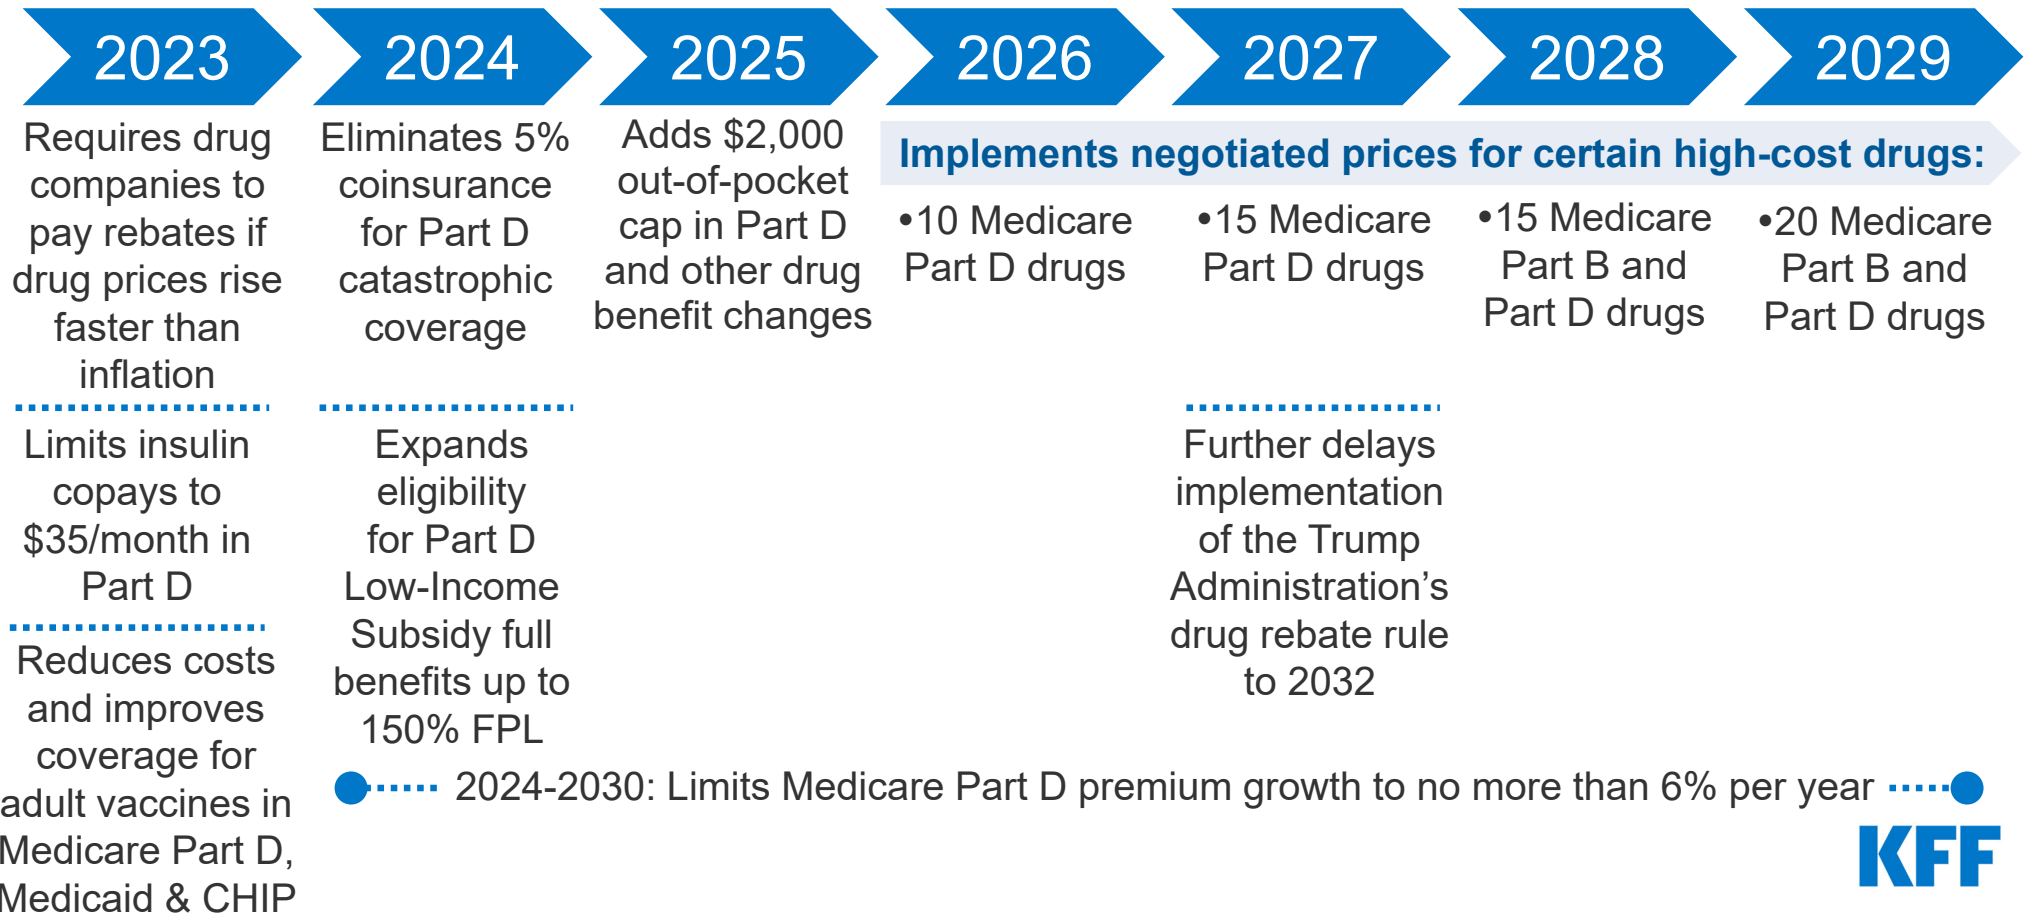 2023
Requires drug
companies to
pay rebates if
drug prices rise
faster than
inflation
Limits insulin
copays to
$35/month in
Part D
Reduces costs
and improves
coverage for
adult vaccines in
Medicare Part D,
Medicaid & CHIP
2024
Eliminates 5%
coinsurance
for Part D
catastrophic
coverage
Expands
eligibility
for Part D
Low-Income
Subsidy full
benefits up to
150% FPL
2025
Adds $2,000
out-of-pocket
cap in Part D
and other drug
benefit changes
2026
2027
2028
2029
Implements negotiated prices for certain high-cost drugs:
•10 Medicare
Part D drugs
•15 Medicare
Part D drugs
Further delays
implementation
of the Trump
Administration’s
drug rebate rule
to 2032
•15 Medicare
Part B and
Part D drugs
•20 Medicare
Part B and
Part D drugs
2024-2030: Limits Medicare Part D premium growth to no more than 6% per year
KFF